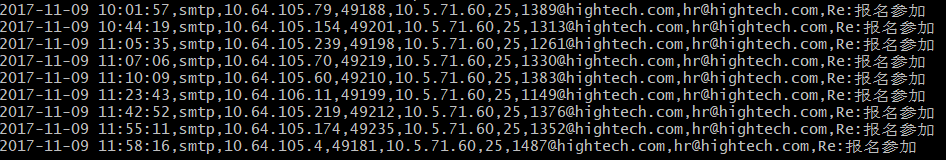 2017-11-09 10:01:57,smtp,10.64.105.79,49188,10.5.71.60,25,1389@hightech.com,hr@hightech.com,Re:报名参加
2017-11-09 10:44:19,smtp,10.64.105.154,49201,10.5.71.60,25,1313@hightech.com,hr@hightech.com,Re:报名参加
2017-11-09 11:05:35,smtp,10.64.105.239,49198,10.5.71.60,25,1261@hightech.com,hr@hightech.com,Re:报名参加
2017-11-09 11:07:06,smtp,10.64.105.70,49219,10.5.71.60,25,1330@hightech.com,hr@hightech.com,Re:报名参加
2017-11-09 11:10:09,smtp,10.64.105.60,49210,10.5.71.60,25,1383@hightech.com,hr@hightech.com,Re:报名参加
2017-11-09 11:23:43,smtp,10.64.106.11,49199,10.5.71.60,25,1149@hightech.com,hr@hightech.com,Re:报名参加
2017-11-09 11:42:52,smtp,10.64.105.219,49212,10.5.71.60,25,1376@hightech.com,hr@hightech.com,Re:报名参加
2017-11-09 11:55:11,smtp,10.64.105.174,49235,10.5.71.60,25,1352@hightech.com,hr@hightech.com,Re:报名参加
2017-11-09 11:58:16,smtp,10.64.105.4,49181,10.5.71.60,25,1487@hightech.com,hr@hightech.com,Re:报名参加